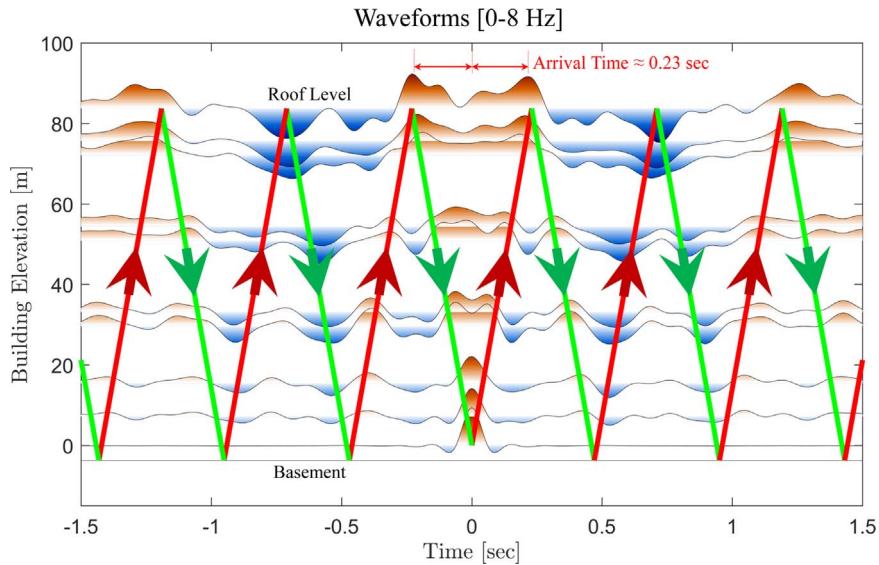 Waveforms [0-8 Hz]
Arrival Time ≈ 0.23 sec
Roof Level
100
80
60
40
20
0
Building Elevation [m]
Basement
-1.5 -1 -0.5 0 0.5 1 1.5
Time [sec]